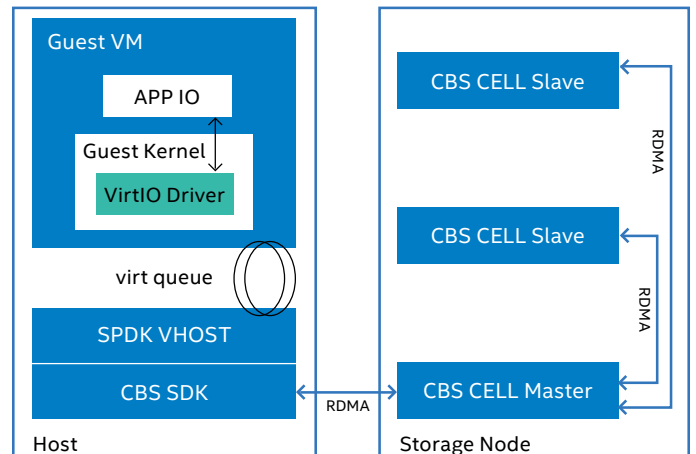 Guest VM
APP IO
Guest Kernel
VirtIO Driver
virt queue
SPDK VHOST
CBS SDK
Host
RDMA
CBS CELL Slave
RDMA
CBS CELL Slave
RDMA
CBS CELL Master
Storage Node